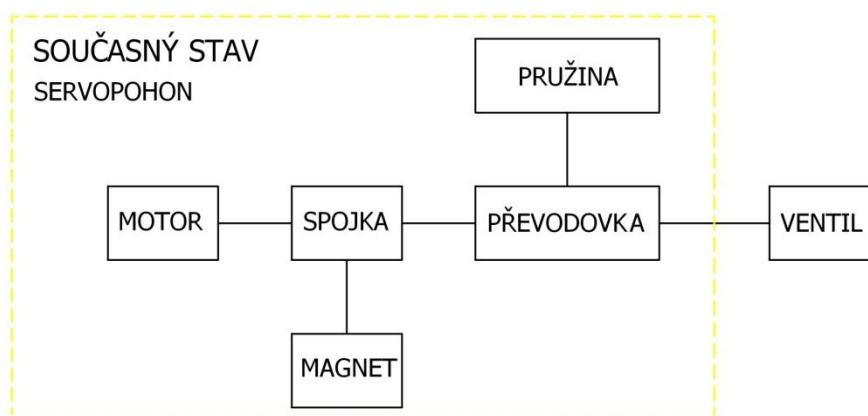 SOUČASNÝ STAV
SERVOPOHON
PRUŽINA
MOTOR
SPOJKA
PŘEVODOVKA
VENTIL
MAGNET